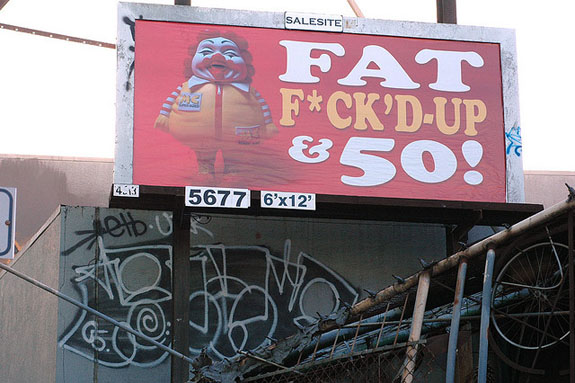 SALESITE
FAT
F*CK'D-UP
& 50!
5677
6'x12'